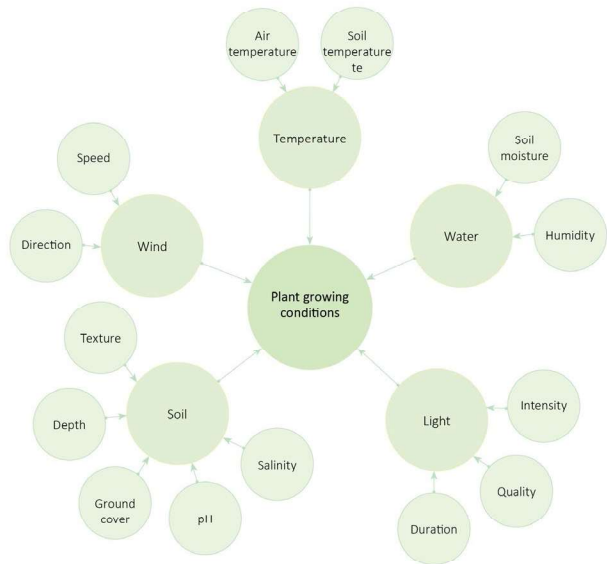 Air
temperature
Soil
temperature
te
Temperature
Speed
Direction
Wind
Soil
moisture
Humidity
Water
Plant growing
conditions
Texture
Depth
Ground
cover
pH
Salinity
Soil
Intensity
Quality
Duration
Light